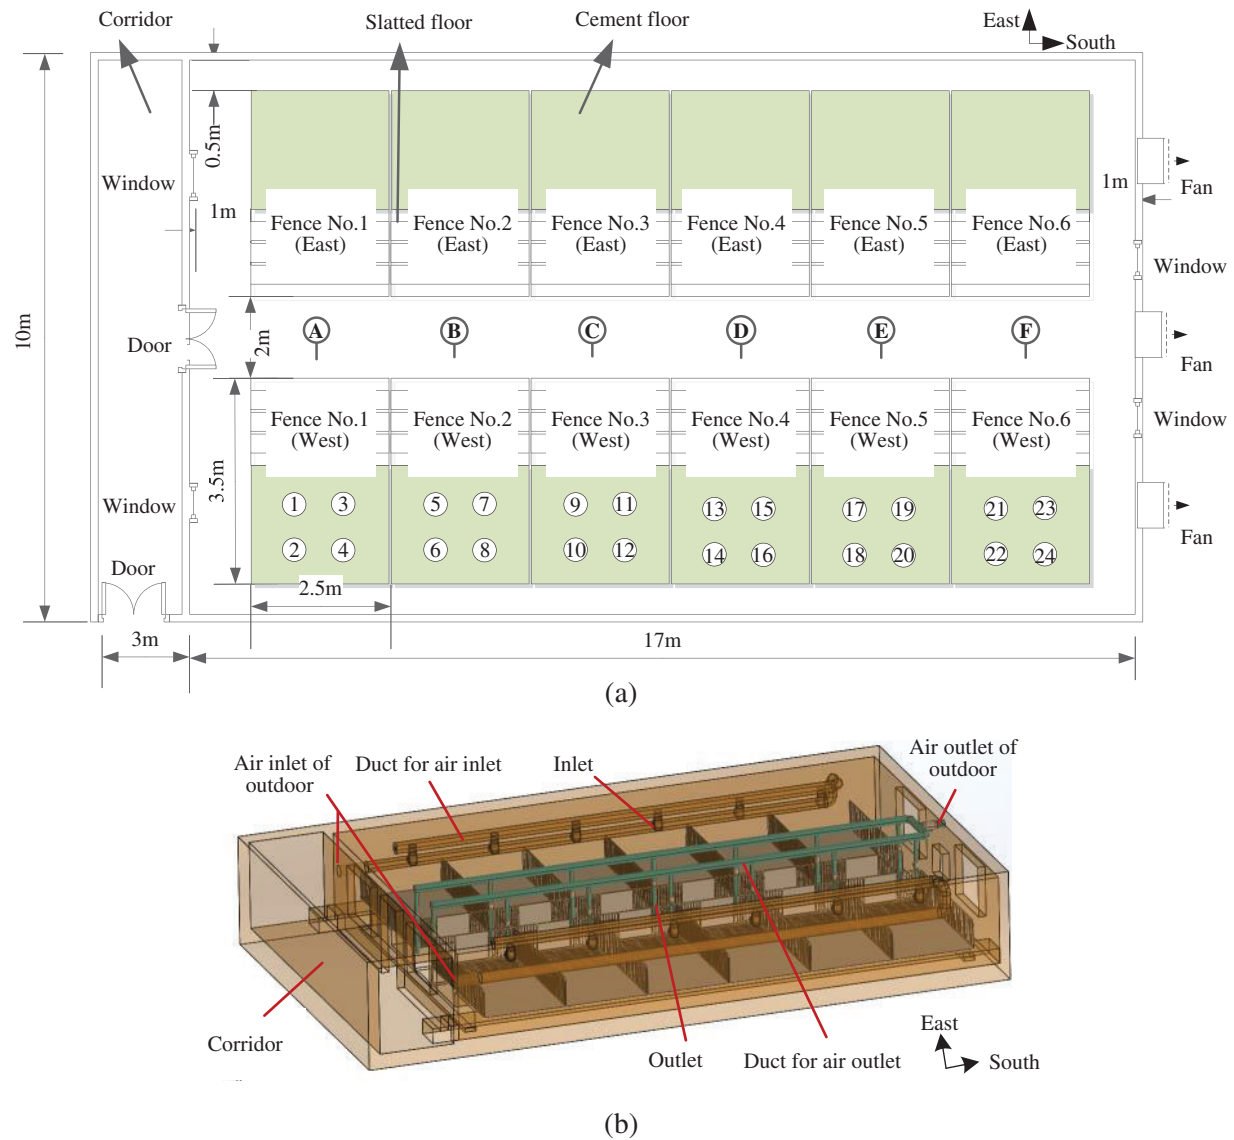 Corridor
Slatted floor
Cement floor
East
South
Window
0.5m
1m
1m
Fan
Fence No.1
(East)
Fence No.2
(East)
Fence No.3
(East)
Fence No.4
(East)
Fence No.5
(East)
Fence No.6
(East)
Window
10m
Door
2m
A
B
C
D
E
F
Fan
Fence No.1
(West)
Fence No.2
(West)
Fence No.3
(West)
Fence No.4
(West)
Fence No.5
(West)
Fence No.6
(West)
Window
3.5m
Window
1 3 5 7 9 11 13 15 17 19 21 23
2 4 6 8 10 12 14 16 18 20 22 24
Fan
Door
2.5m
3m
17m
(a)
Air inlet of
outdoor
Duct for air inlet
Inlet
Air outlet of
outdoor
Corridor
Outlet
Duct for air outlet
East
South
(b)